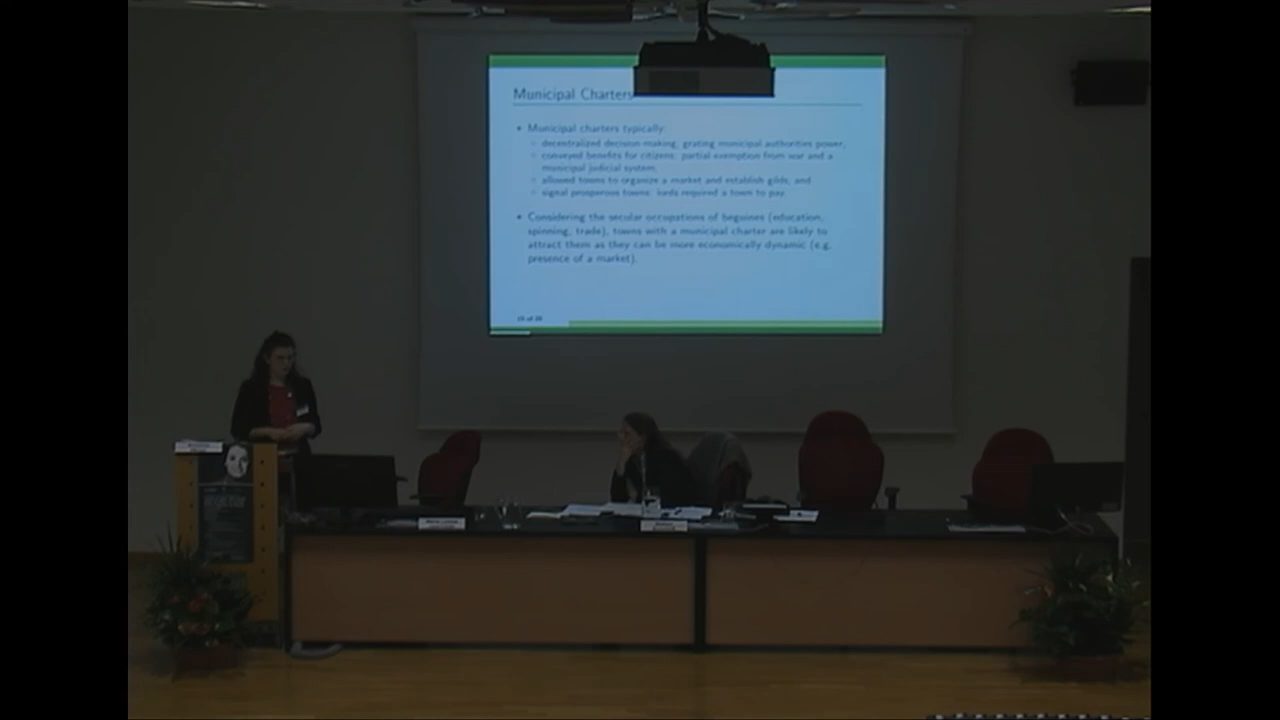 Municipal Charters
• Municipal charters typically:
decentralized decision-making, grating municipal authorities power,
conveyed benefits for citizens: partial exemption from war and a
municipal judicial system,
allowed towns to organize a market and establish gilds, and
signal prosperous towns: lords required a town to pay
• Considering the secular occupations of beguines (education,
spinning, trade), towns with a municipal charter are likely to
attract them as they can be more economically dynamic (e.g.
presence of a market).